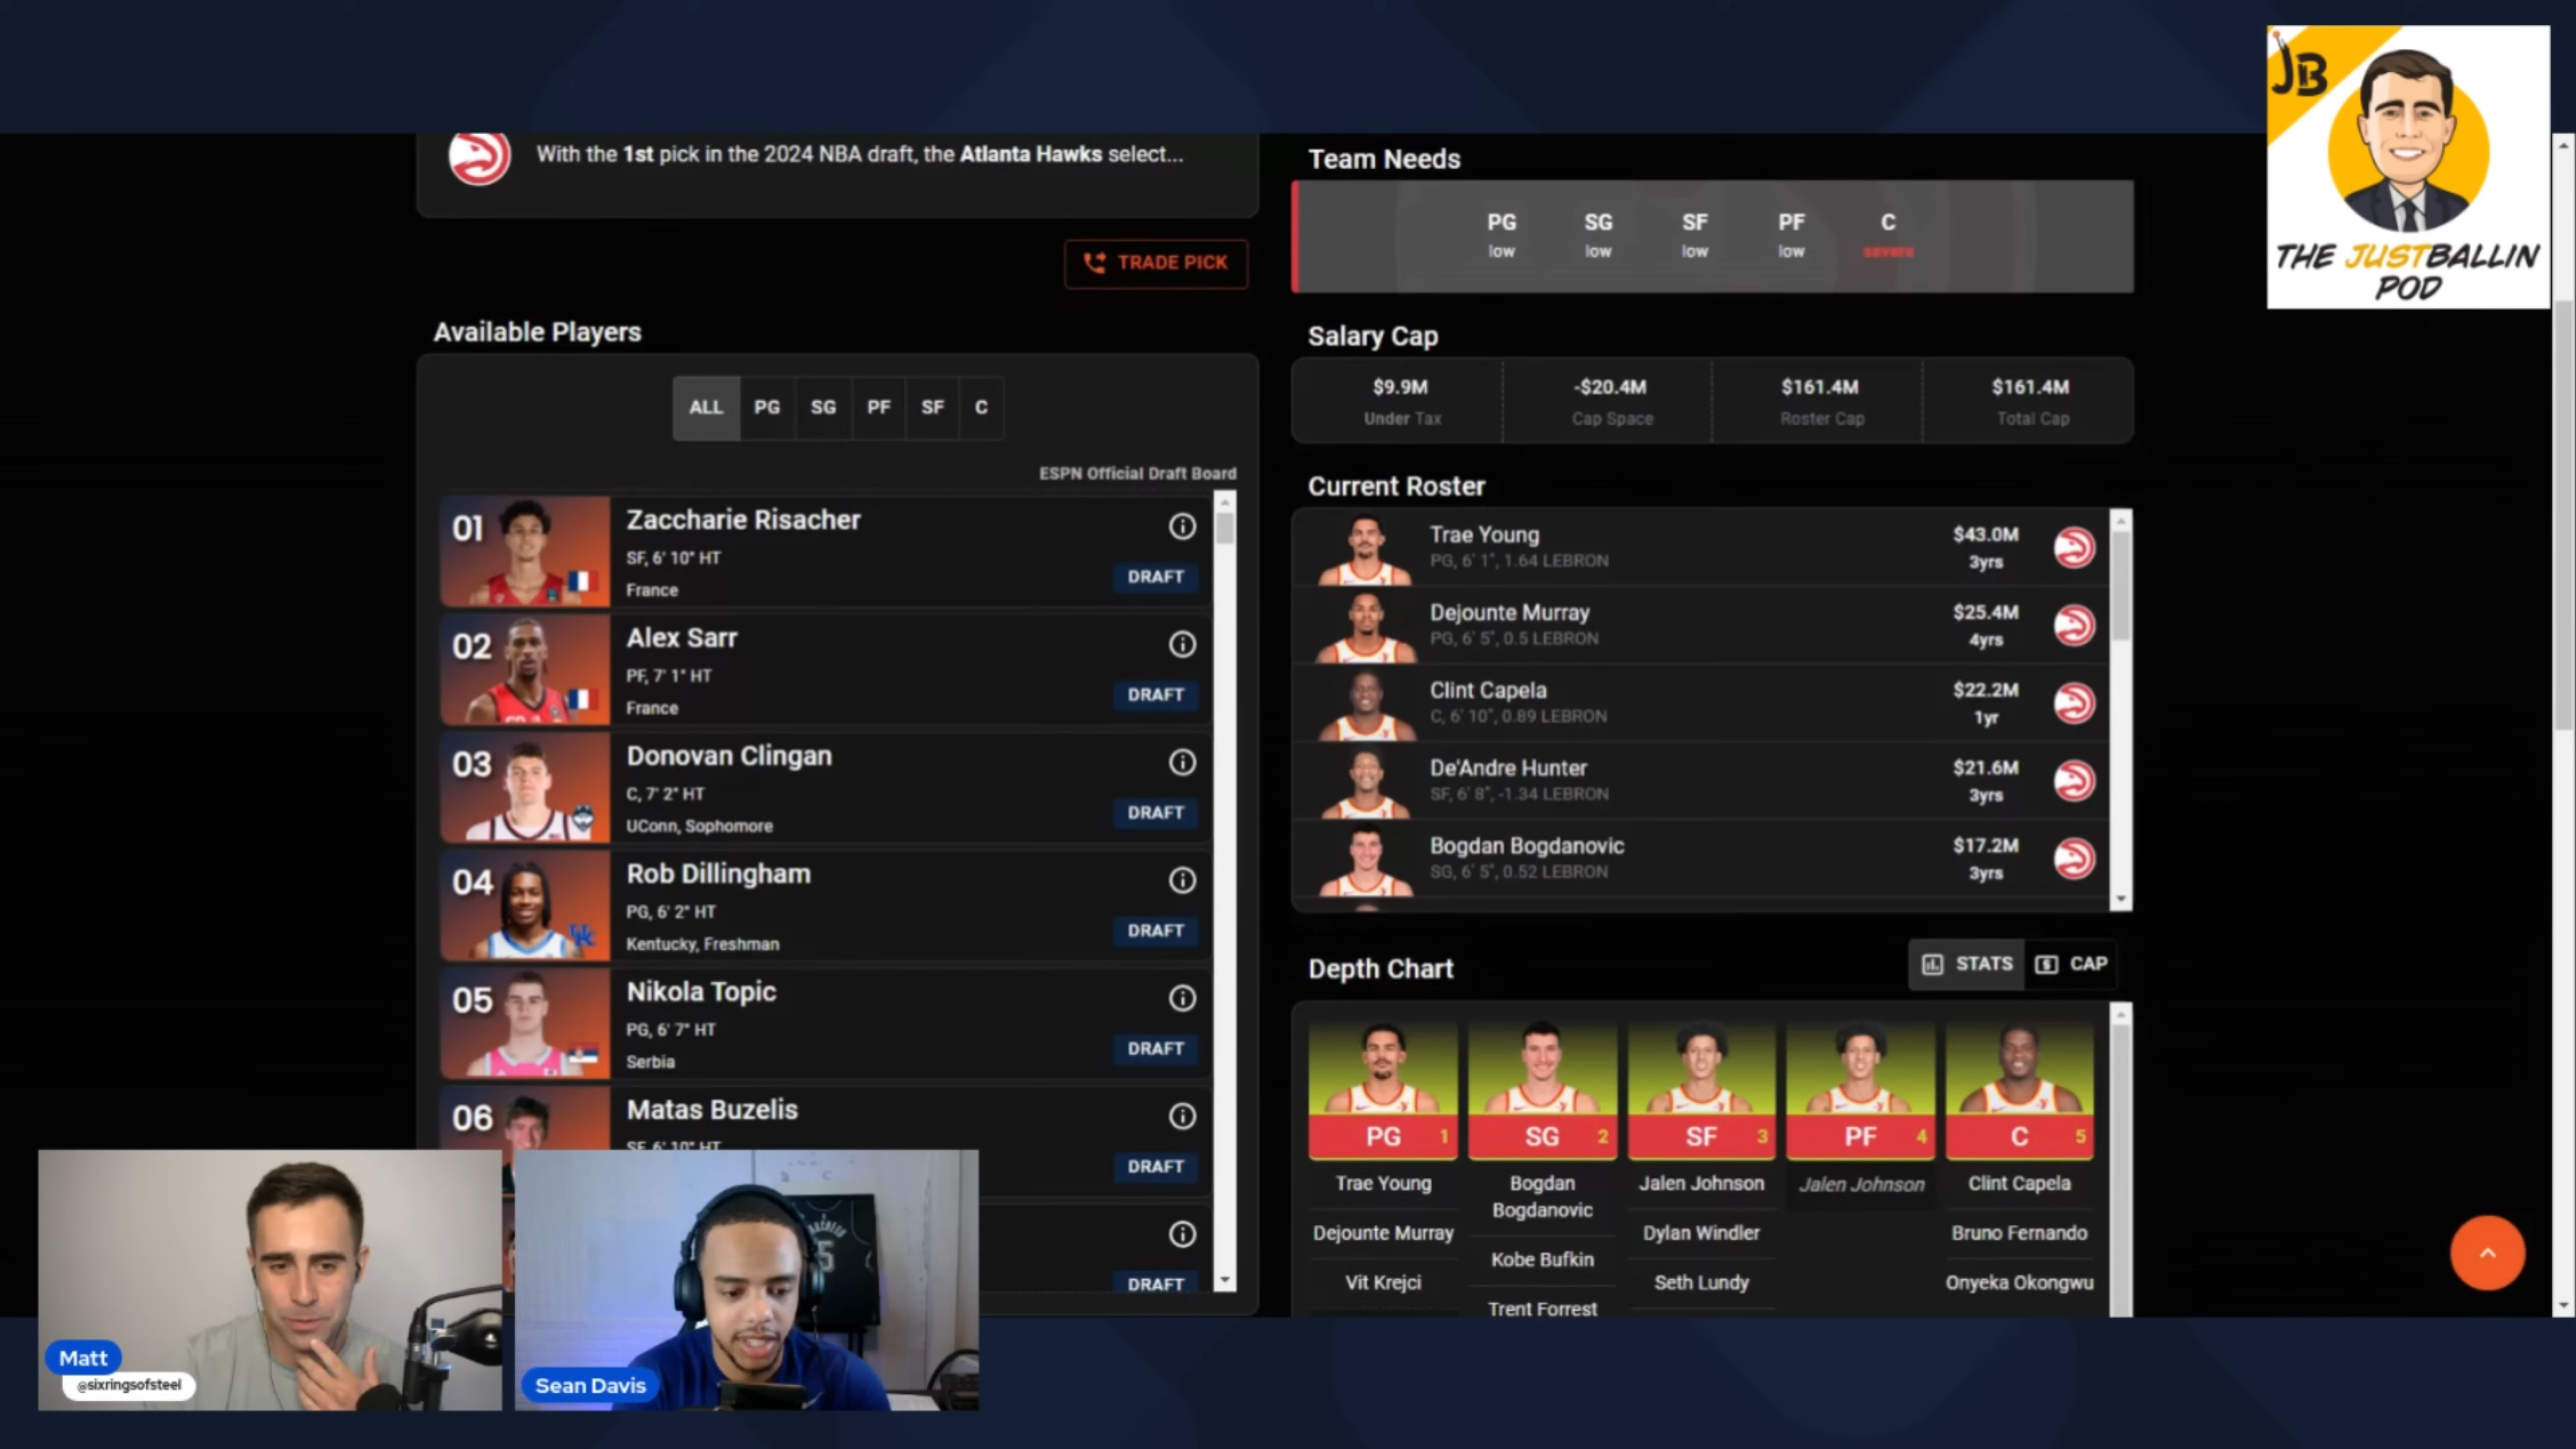 JB
THE JUSTBALLIN
POD
With the 1st pick in the 2024 NBA draft, the Atlanta Hawks select...
TRADE PICK
Available Players
ALL PG SG PF SF C
ESPN Official Draft Board
01 Zaccharie Risacher
SF, 6' 10" HT
France
DRAFT
02 Alex Sarr
PF, 7' 1" HT
France
DRAFT
03 Donovan Clingan
C, 7' 2" HT
UConn, Sophomore
DRAFT
04 Rob Dillingham
PG, 6' 2" HT
Kentucky, Freshman
DRAFT
05 Nikola Topic
PG, 6' 7" HT
Serbia
DRAFT
06 Matas Buzelis
SF, 6' 10" HT
DRAFT
DRAFT
Team Needs
PG SG SF PF C
low low low low severe
Salary Cap
$9.9M -$20.4M $161.4M $161.4M
Under Tax Cap Space Roster Cap Total Cap
Current Roster
Trae Young $43.0M
PG, 6' 1", 1.64 LEBRON 3yrs
Dejounte Murray $25.4M
PG, 6' 5", 0.5 LEBRON 4yrs
Clint Capela $22.2M
C, 6' 10", 0.89 LEBRON 1yr
De'Andre Hunter $21.6M
SF, 6' 8", -1.34 LEBRON 3yrs
Bogdan Bogdanovic $17.2M
SG, 6' 5", 0.52 LEBRON 3yrs
Depth Chart
STATS CAP
PG 1 SG 2 SF 3 PF 4 C 5
Trae Young
Dejounte Murray
Vit Krejci
Bogdan
Bogdanovic
Kobe Bufkin
Trent Forrest
Jalen Johnson
Dylan Windler
Seth Lundy
Jalen Johnson
Clint Capela
Bruno Fernando
Onyeka Okongwu
Matt
@sixringsofsteel
Sean Davis